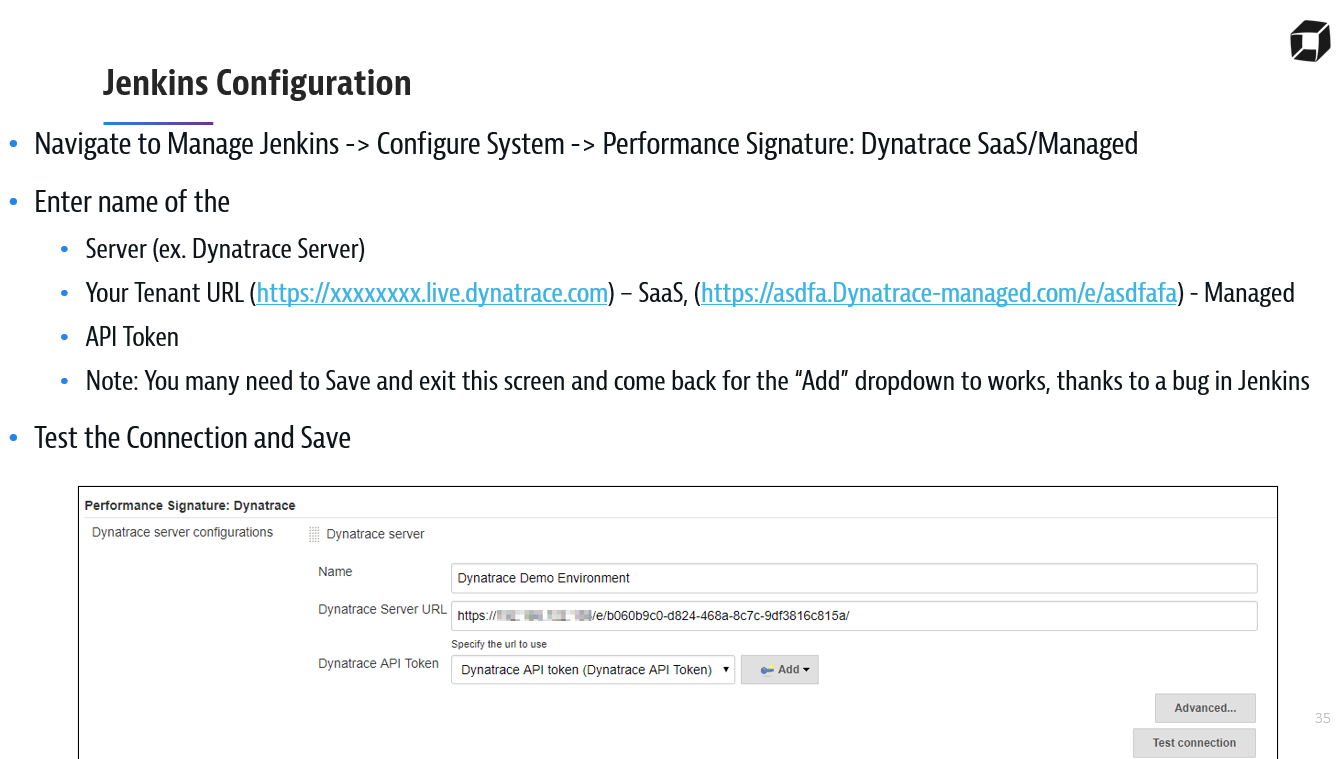 Jenkins Configuration
• Navigate to Manage Jenkins -> Configure System -> Performance Signature: Dynatrace SaaS/Managed
• Enter name of the
• Server (ex. Dynatrace Server)
• Your Tenant URL (https://xxxxxxxx.live.dynatrace.com) – SaaS, (https://asdfa.Dynatrace-managed.com/e/asdfafa) - Managed
• API Token
• Note: You many need to Save and exit this screen and come back for the “Add” dropdown to works, thanks to a bug in Jenkins
• Test the Connection and Save
Performance Signature: Dynatrace
Dynatrace server configurations
Dynatrace server
Name
Dynatrace Demo Environment
Dynatrace Server URL
https:// /e/b060b9c0-d824-468a-8c7c-9df3816c815a/
Specify the url to use
Dynatrace API Token
Dynatrace API token (Dynatrace API Token)
Add
Advanced...
35
Test connection